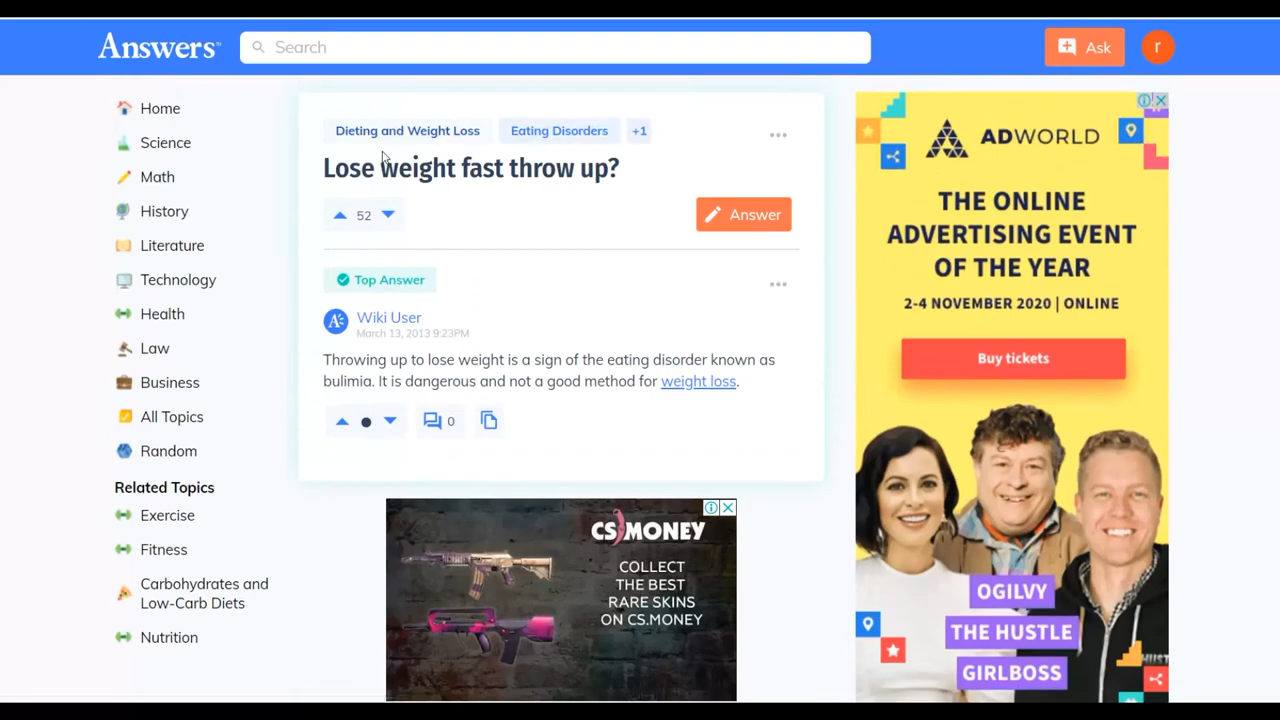 Answers
Search
Ask
r
Home
Science
Math
History
Literature
Technology
Health
Law
Business
All Topics
Random
Related Topics
Exercise
Fitness
Carbohydrates and
Low-Carb Diets
Nutrition
Dieting and Weight Loss
Eating Disorders
+1
Lose weight fast throw up?
52
Answer
Top Answer
Wiki User
March 13, 2013 9:23PM
Throwing up to lose weight is a sign of the eating disorder known as
bulimia. It is dangerous and not a good method for weight loss.
0
CS MONEY
COLLECT
THE BEST
RARE SKINS
ON CS.MONEY
ADWORLD
THE ONLINE
ADVERTISING EVENT
OF THE YEAR
2-4 NOVEMBER 2020 | ONLINE
Buy tickets
OGILVY
THE HUSTLE
GIRLBOSS